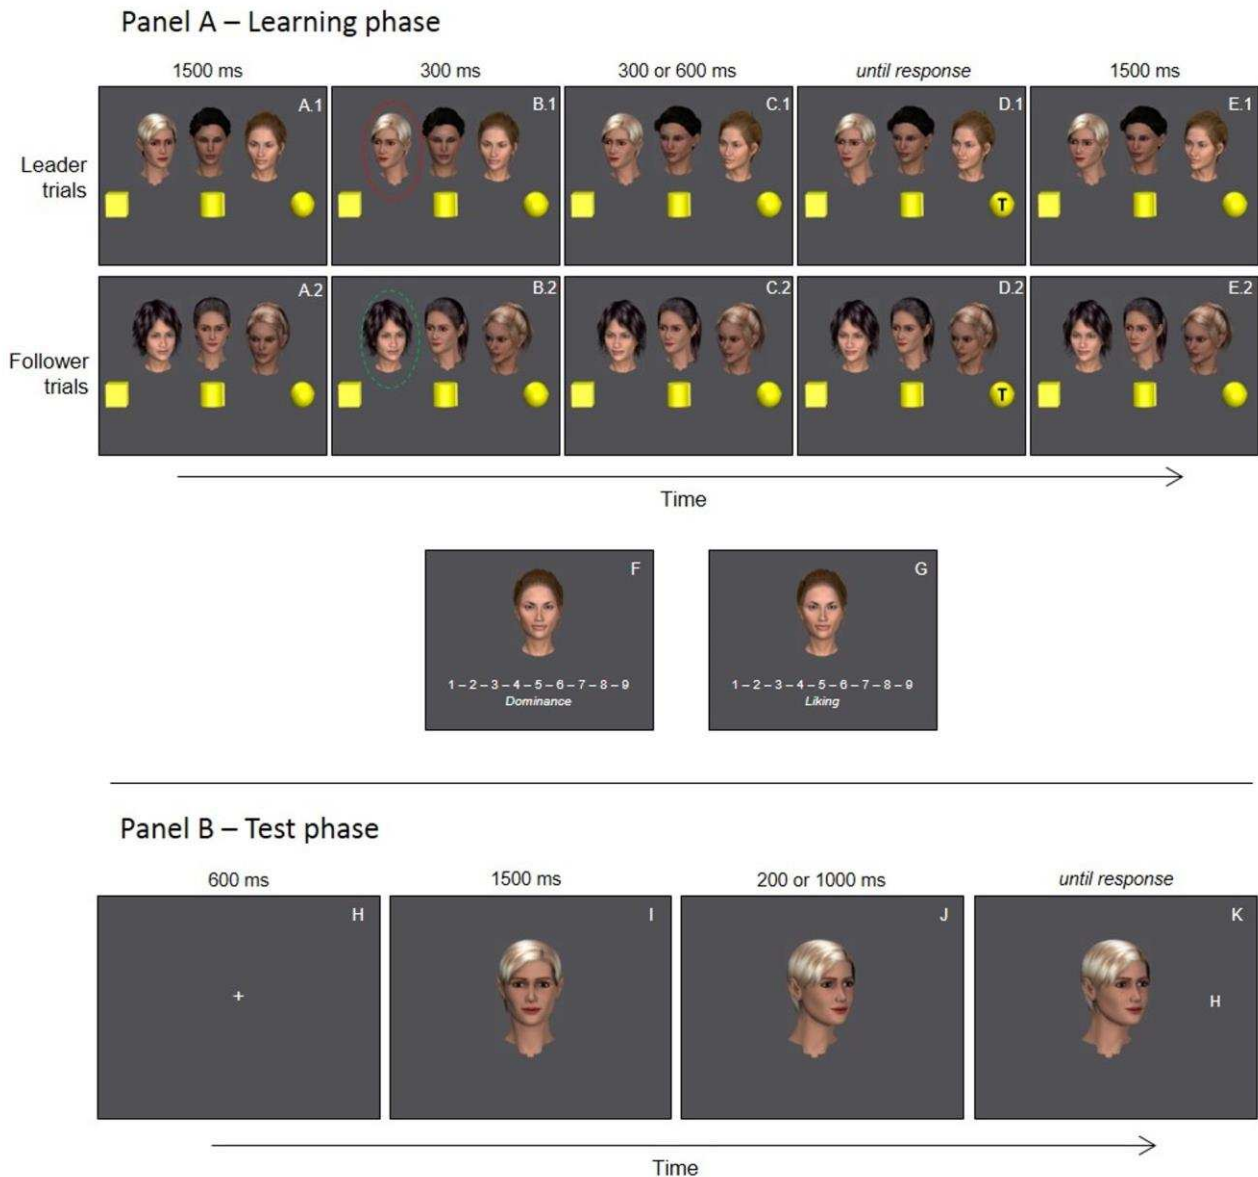 Panel A – Learning phase
1500 ms 300 ms 300 or 600 ms until response 1500 ms
Leader trials
A.1 B.1 C.1 D.1 E.1
T
Follower trials
A.2 B.2 C.2 D.2 E.2
T
Time
F G
1 – 2 – 3 – 4 – 5 – 6 – 7 – 8 – 9 1 – 2 – 3 – 4 – 5 – 6 – 7 – 8 – 9
Dominance Liking
Panel B – Test phase
600 ms 1500 ms 200 or 1000 ms until response
H I J K
+ H
Time